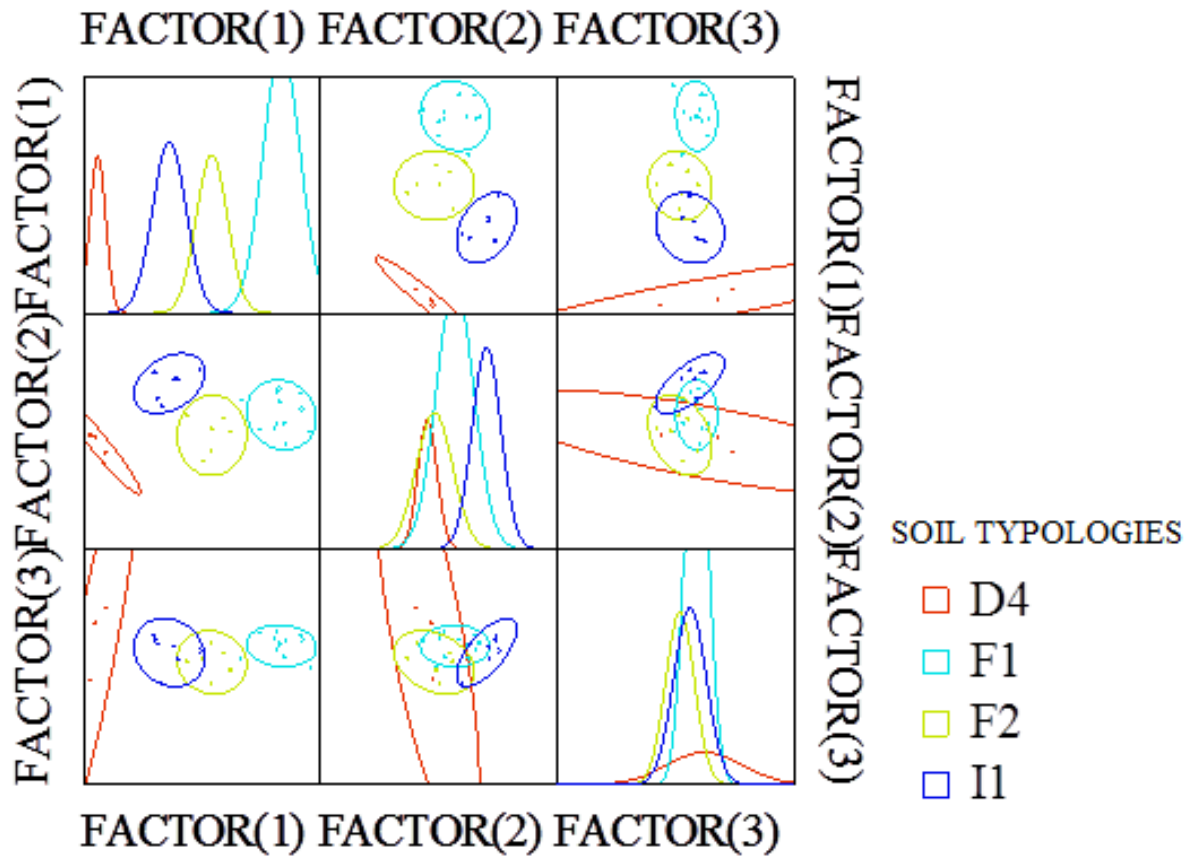 FACTOR(1) FACTOR(2) FACTOR(3)
FACTOR(1)
FACTOR(2)
FACTOR(3)
FACTOR(1)
FACTOR(2)
FACTOR(3)
SOIL TYPOLOGIES
D4
F1
F2
I1
FACTOR(1) FACTOR(2) FACTOR(3)